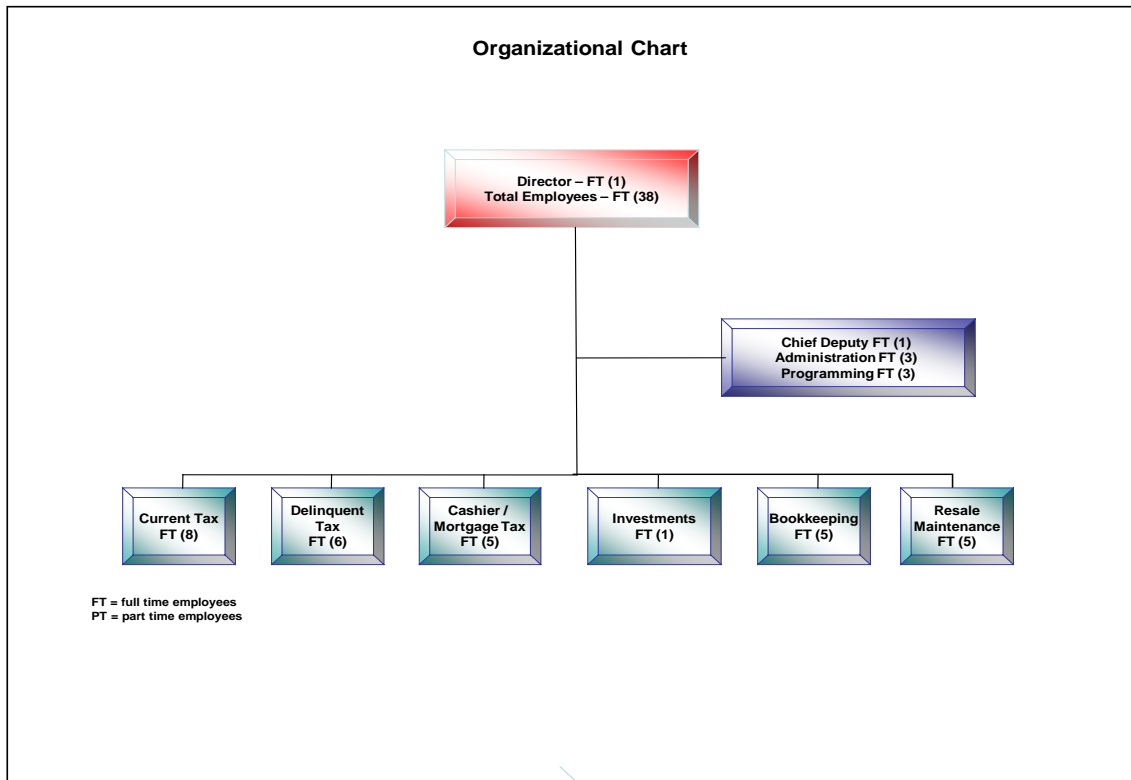 Organizational Chart
Director – FT (1)
Total Employees – FT (38)
Chief Deputy FT (1)
Administration FT (3)
Programming FT (3)
Current Tax
FT (8)
Delinquent
Tax
FT (6)
Cashier /
Mortgage Tax
FT (5)
Investments
FT (1)
Bookkeeping
FT (5)
Resale
Maintenance
FT (5)
FT = full time employees
PT = part time employees